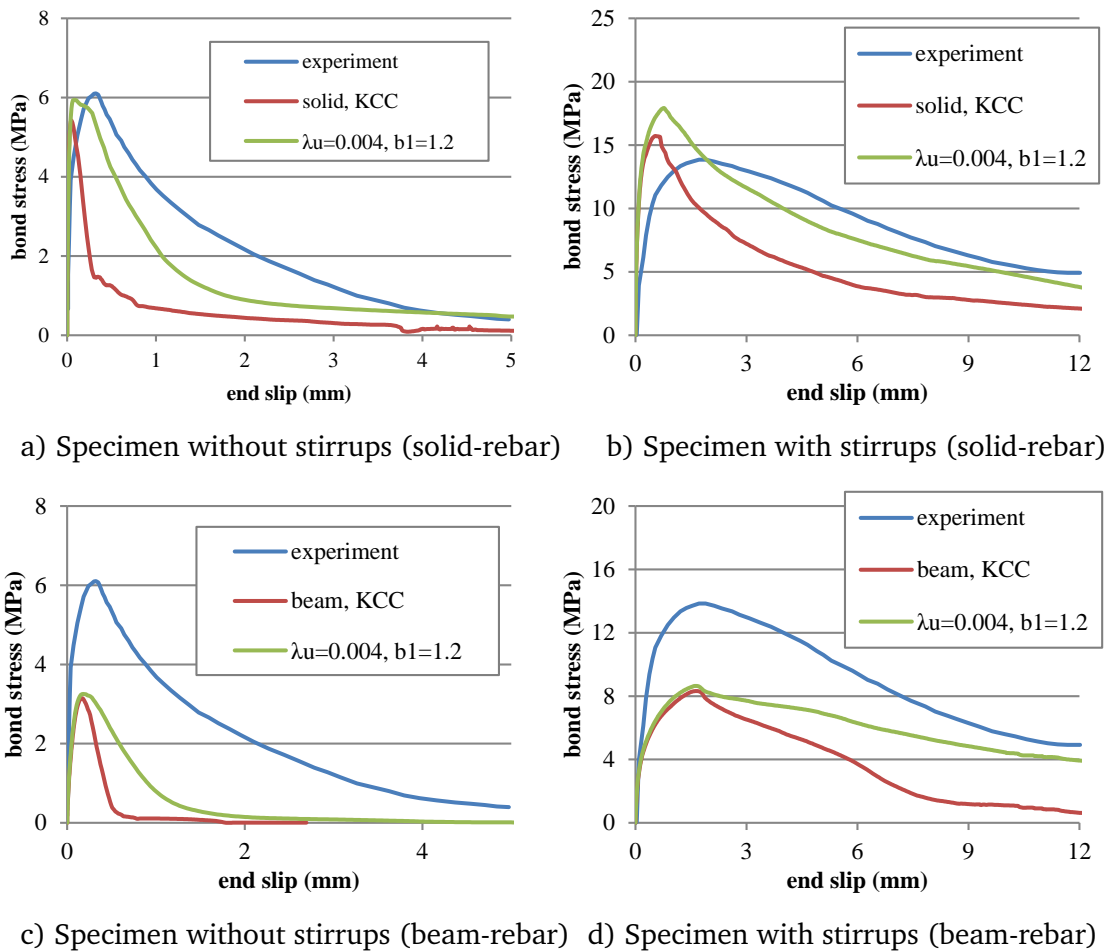 8
6
4
2
0
0
1
2
3
4
5
bond stress (MPa)
end slip (mm)
experiment
solid, KCC
λu=0.004, b1=1.2
a) Specimen without stirrups (solid-rebar)
25
20
15
10
5
0
0
3
6
9
12
bond stress (MPa)
end slip (mm)
experiment
solid, KCC
λu=0.004, b1=1.2
b) Specimen with stirrups (solid-rebar)
8
6
4
2
0
0
2
4
bond stress (MPa)
end slip (mm)
experiment
beam, KCC
λu=0.004, b1=1.2
c) Specimen without stirrups (beam-rebar)
20
16
12
8
4
0
0
3
6
9
12
bond stress (MPa)
end slip (mm)
experiment
beam, KCC
λu=0.004, b1=1.2
d) Specimen with stirrups (beam-rebar)